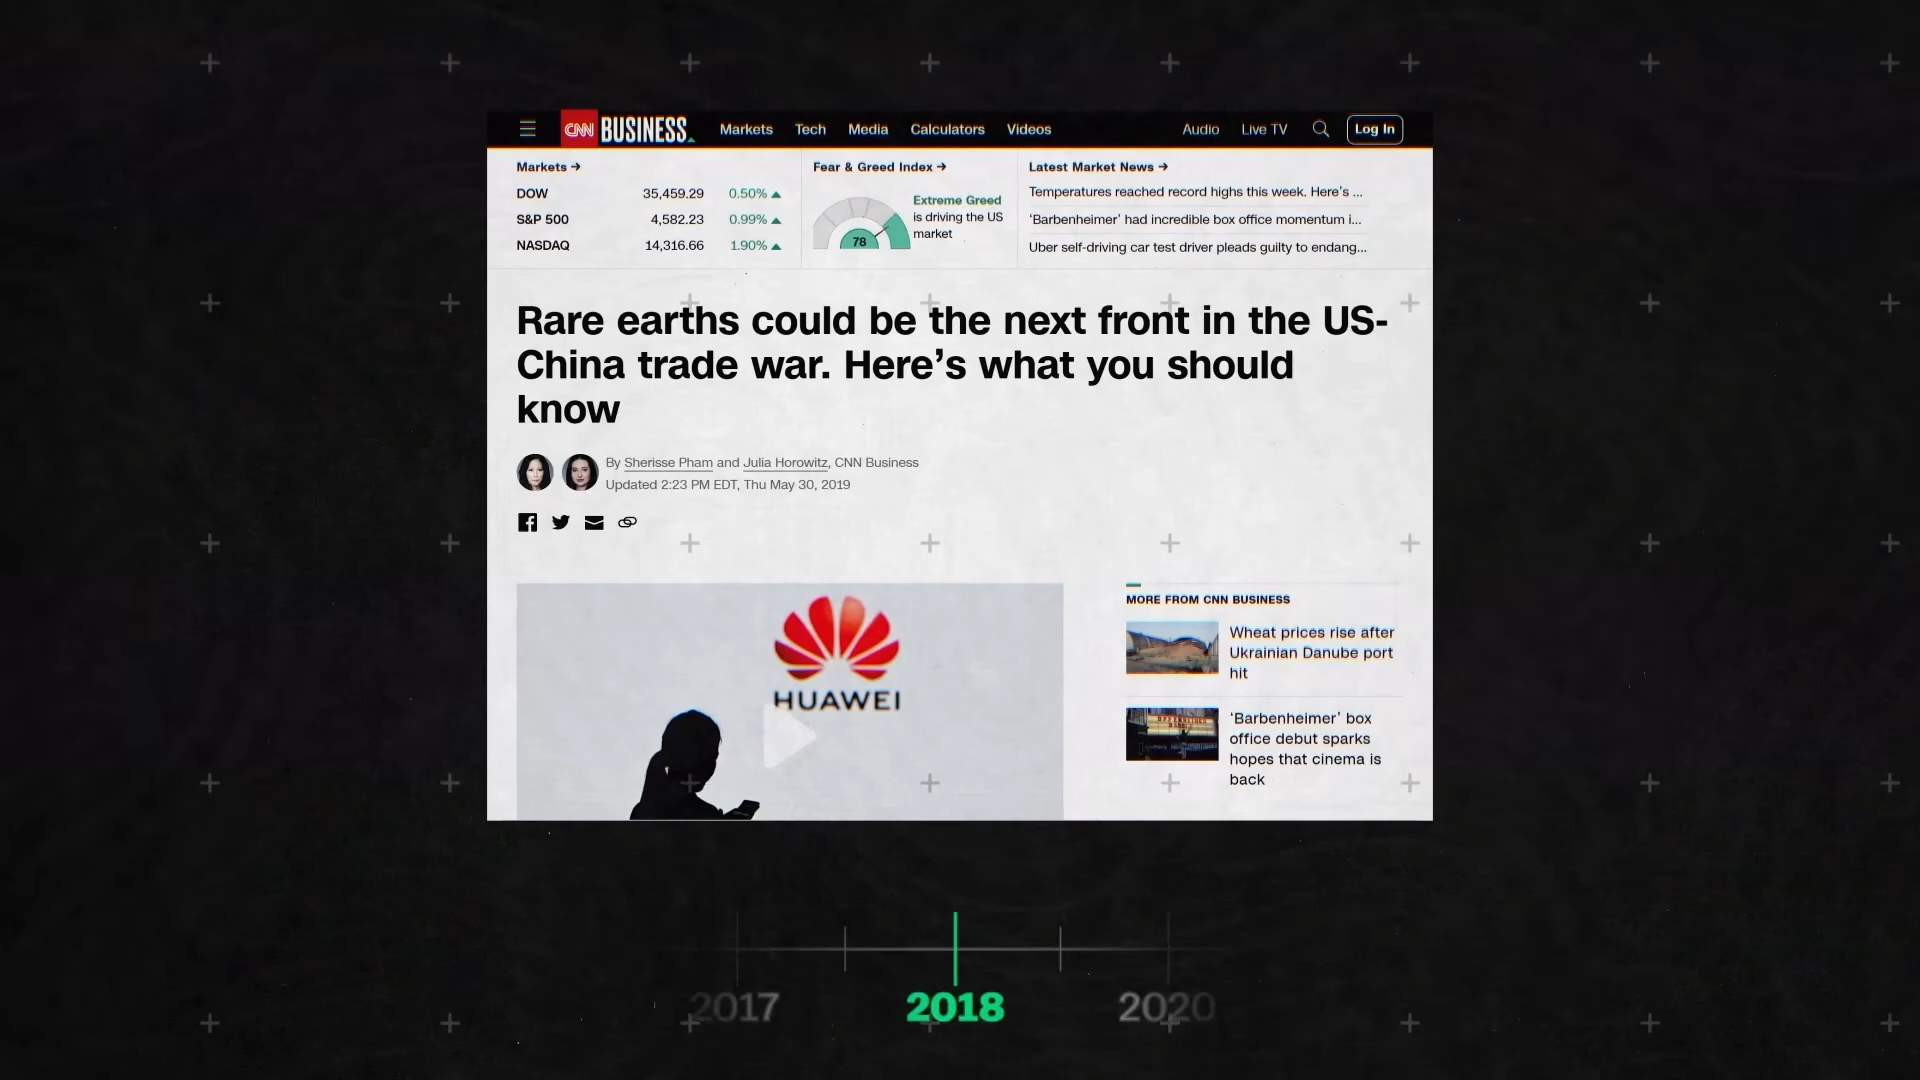 CNN BUSINESS Markets Tech Media Calculators Videos Audio Live TV Log In
Markets →
DOW 35,459.29 0.50% ▲
S&P 500 4,582.23 0.99% ▲
NASDAQ 14,316.66 1.90% ▲
Fear & Greed Index →
78
Extreme Greed
is driving the US
market
Latest Market News →
Temperatures reached record highs this week. Here’s ...
‘Barbenheimer’ had incredible box office momentum i...
Uber self-driving car test driver pleads guilty to endang...
Rare earths could be the next front in the US-
China trade war. Here’s what you should
know
By Sherisse Pham and Julia Horowitz, CNN Business
Updated 2:23 PM EDT, Thu May 30, 2019
HUAWEI
MORE FROM CNN BUSINESS
Wheat prices rise after
Ukrainian Danube port
hit
‘Barbenheimer’ box
office debut sparks
hopes that cinema is
back
2017 2018 2020